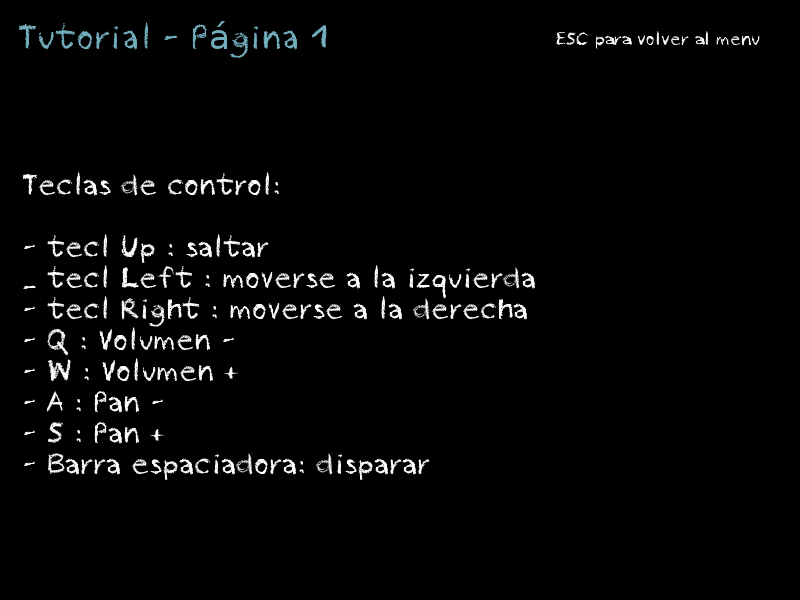 Tutorial - Página 1
ESC para volver al menu
Teclas de control:
- tecl Up : saltar
_ tecl Left : moverse a la izquierda
- tecl Right : moverse a la derecha
- Q : Volumen -
- W : Volumen +
- A : Pan -
- S : Pan +
- Barra espaciadora: disparar